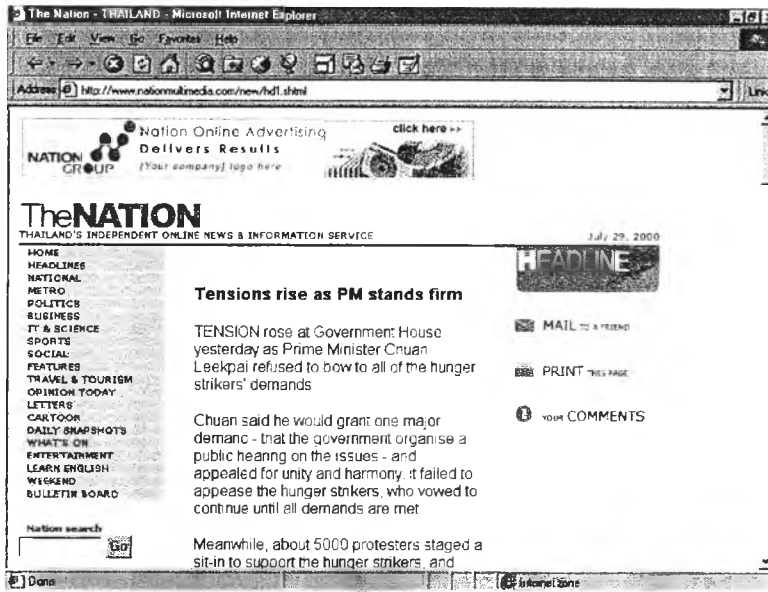 The Nation - THAILAND - Microsoft Internet Explorer
File Edit View Go Favorites Help
Address http://www.nationmultimedia.com/new/hd1.shtml Link
NATION GROUP
Nation Online Advertising
Delivers Results
[Your company] logo here
click here >>
TheNATION
THAILAND'S INDEPENDENT ONLINE NEWS & INFORMATION SERVICE
July 29, 2000
HOME
HEADLINES
NATIONAL
METRO
POLITICS
BUSINESS
IT & SCIENCE
SPORTS
SOCIAL
FEATURES
TRAVEL & TOURISM
OPINION TODAY
LETTERS
CARTOON
DAILY SNAPSHOTS
WHAT'S ON
ENTERTAINMENT
LEARN ENGLISH
WEEKEND
BULLETIN BOARD
Nation search
Go
Tensions rise as PM stands firm
TENSION rose at Government House
yesterday as Prime Minister Chuan
Leekpai refused to bow to all of the hunger
strikers' demands
Chuan said he would grant one major
demand - that the government organise a
public hearing on the issues - and
appealed for unity and harmony. It failed to
appease the hunger strikers, who vowed to
continue until all demands are met
Meanwhile, about 5000 protesters staged a
sit-in to support the hunger strikers, and
HEADLINE
MAIL TO A FRIEND
PRINT THIS PAGE
YOUR COMMENTS
Done
Internet zone